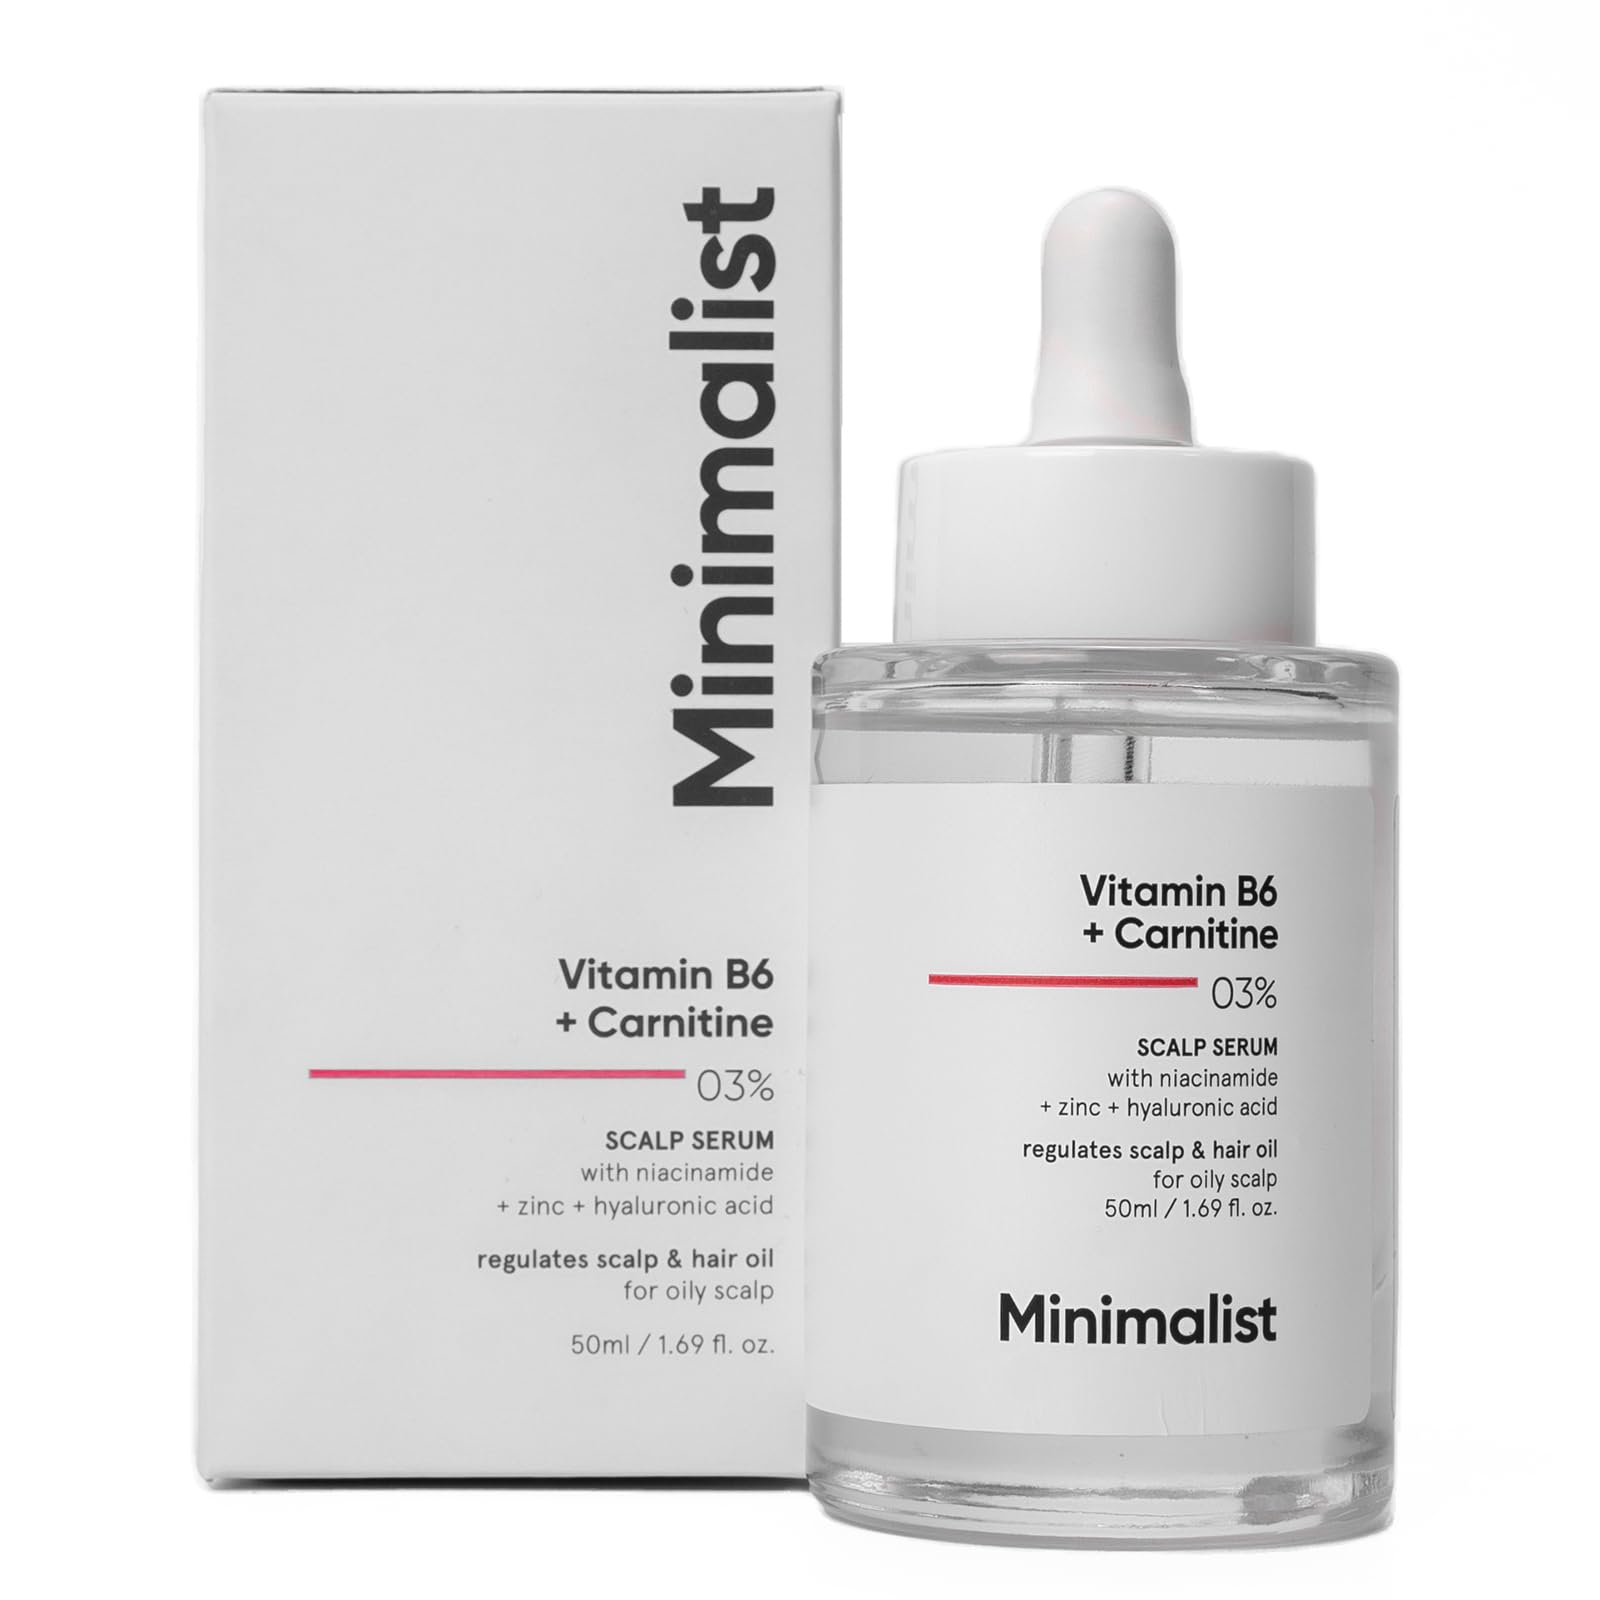 Minimalist
Vitamin B6
+ Carnitine
03%
SCALP SERUM
with niacinamide
+ zinc + hyaluronic acid
regulates scalp & hair oil
for oily scalp
50ml / 1.69 fl. oz.
Vitamin B6
+ Carnitine
03%
SCALP SERUM
with niacinamide
+ zinc + hyaluronic acid
regulates scalp & hair oil
for oily scalp
50ml / 1.69 fl. oz.
Minimalist